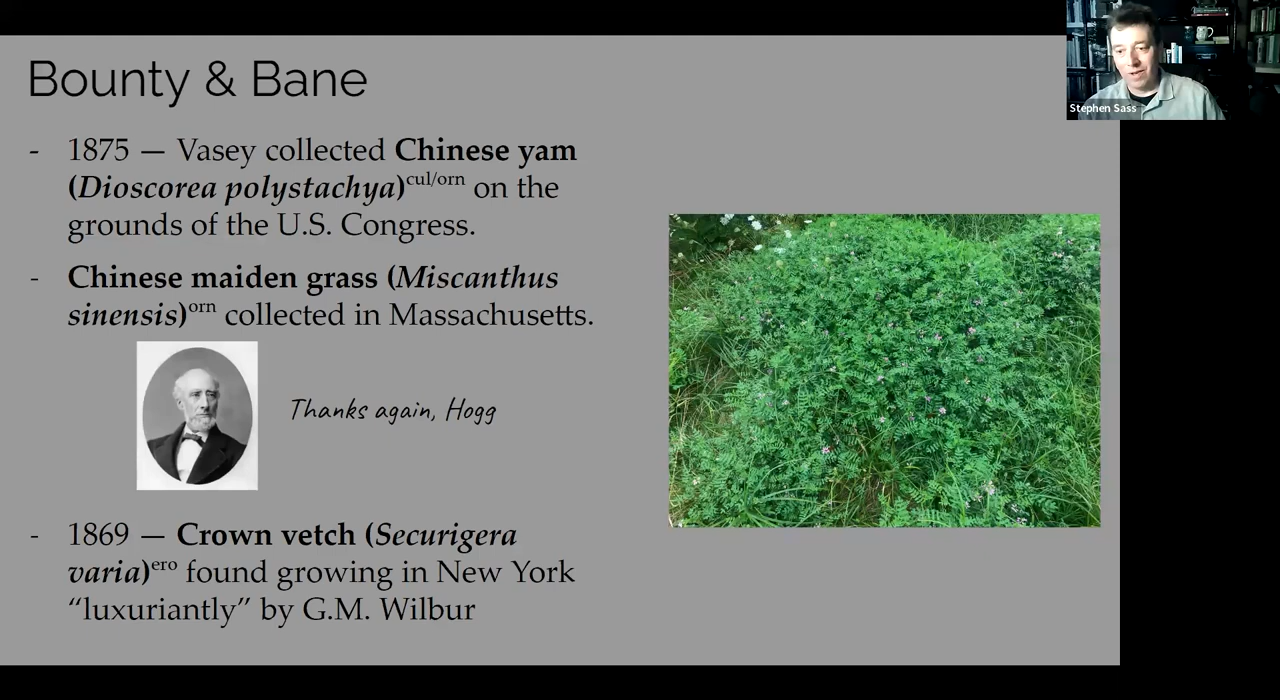 Bounty & Bane
Stephen Sass
- 1875 — Vasey collected Chinese yam
(Dioscorea polystachya)cul/orn on the
grounds of the U.S. Congress.
- Chinese maiden grass (Miscanthus
sinensis)orn collected in Massachusetts.
Thanks again, Hogg
- 1869 — Crown vetch (Securigera
varia)ero found growing in New York
“luxuriantly” by G.M. Wilbur